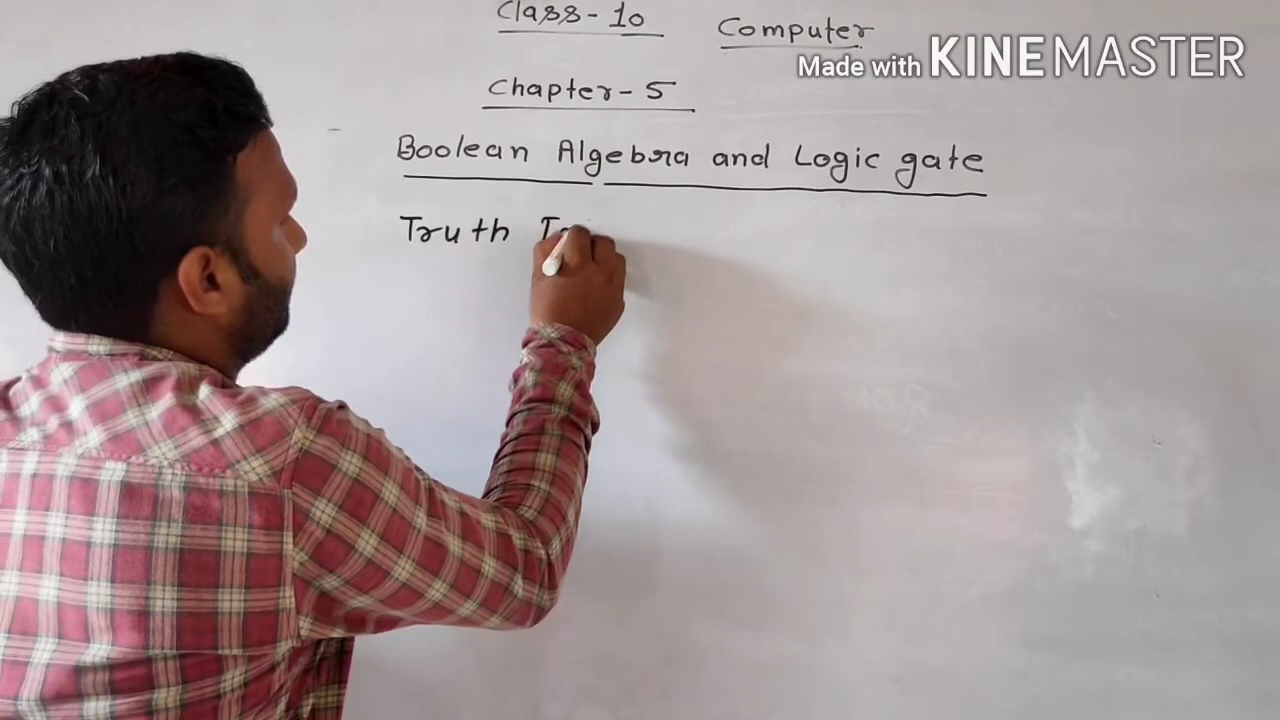 Class - 10 Computer
Made with KINEMASTER
Chapter - 5
Boolean Algebra and Logic gate
Truth